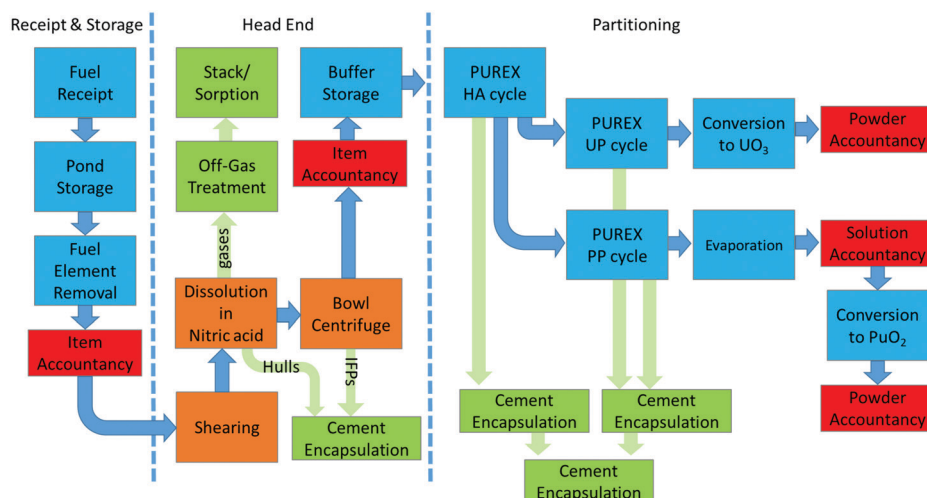 Receipt & Storage
Fuel
Receipt
Pond
Storage
Fuel
Element
Removal
Item
Accountancy
Head End
Stack/
Sorption
Off-Gas
Treatment
gases
Dissolution
in
Nitric acid
Hulls
Shearing
Buffer
Storage
Item
Accountancy
Bowl
Centrifuge
IFPs
Cement
Encapsulation
Partitioning
PUREX
HA cycle
PUREX
UP cycle
Conversion
to UO₃
Powder
Accountancy
PUREX
PP cycle
Evaporation
Solution
Accountancy
Conversion
to PuO₂
Powder
Accountancy
Cement
Encapsulation
Cement
Encapsulation
Cement
Encapsulation